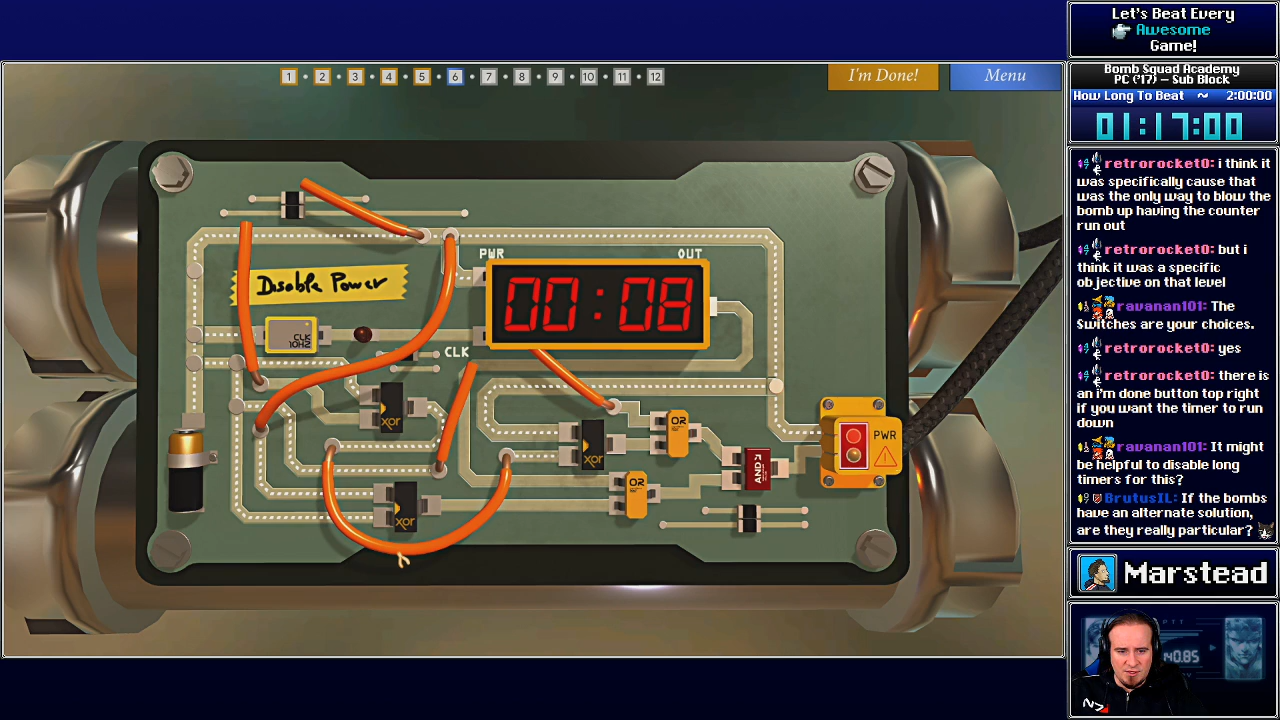 Let's Beat Every
Awesome
Game!
1 2 3 4 5 6 7 8 9 10 11 12
I'm Done!
Menu
Bomb Squad Academy
PC ('17) – Sub Block
How Long To Beat ~ 2:00:00
01:17:00
retrorocket0: i think it
was specifically cause that
was the only way to blow the
bomb up having the counter
run out
retrorocket0: but i
think it was a specific
objective on that level
ravanan101: The
Switches are your choices.
retrorocket0: yes
retrorocket0: there is
an i'm done button top right
if you want the timer to run
down
ravanan101: It might
be helpful to disable long
timers for this?
BrutusIL: If the bombs
have an alternate solution,
are they really particular?
PWR
OUT
Disable Power
00:08
CLK
10HZ
CLK
xor
OR
xor
PWR
AND
OR
xor
Marstead
140.85